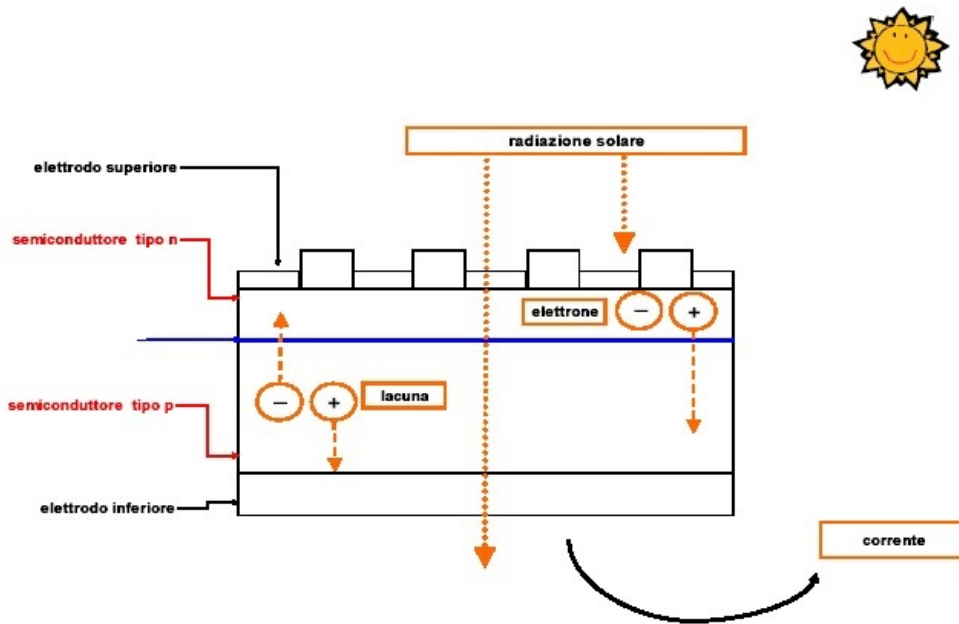 radiazione solare
elettrodo superiore
semiconduttore tipo n
elettrone
−
+
−
+
lacuna
semiconduttore tipo p
elettrodo inferiore
corrente